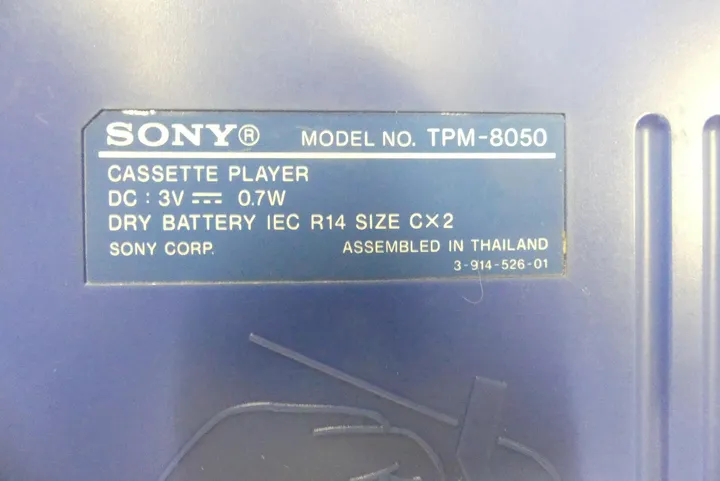 SONY® MODEL NO. TPM-8050
CASSETTE PLAYER
DC : 3V ⎓ 0.7W
DRY BATTERY IEC R14 SIZE C×2
SONY CORP. ASSEMBLED IN THAILAND
3-914-526-01